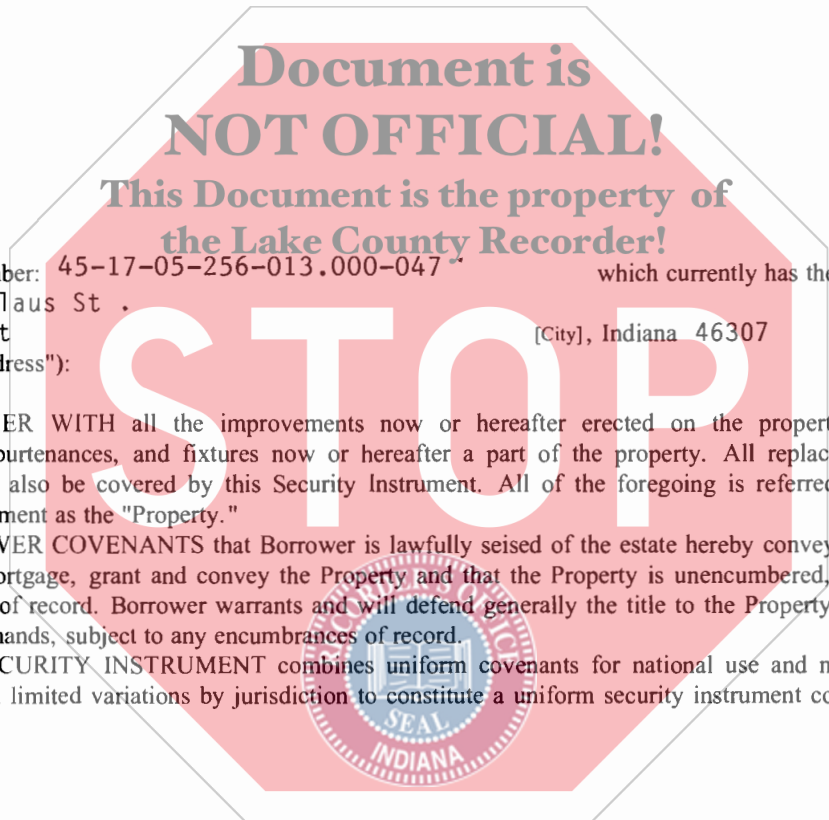 Document is
NOT OFFICIAL!
This Document is the property of
the Lake County Recorder!
ber: 45-17-05-256-013.000-047 which currently has the
laus St .
t [City], Indiana 46307
dress"):
STOP
ER WITH all the improvements now or hereafter erected on the propert
purtenances, and fixtures now or hereafter a part of the property. All replac
also be covered by this Security Instrument. All of the foregoing is referred
ment as the "Property."
VER COVENANTS that Borrower is lawfully seised of the estate hereby convey
ortgage, grant and convey the Property and that the Property is unencumbered,
of record. Borrower warrants and will defend generally the title to the Property
nands, subject to any encumbrances of record.
CURITY INSTRUMENT combines uniform covenants for national use and n
limited variations by jurisdiction to constitute a uniform security instrument co
RECORDER'S OFFICE
SEAL
INDIANA